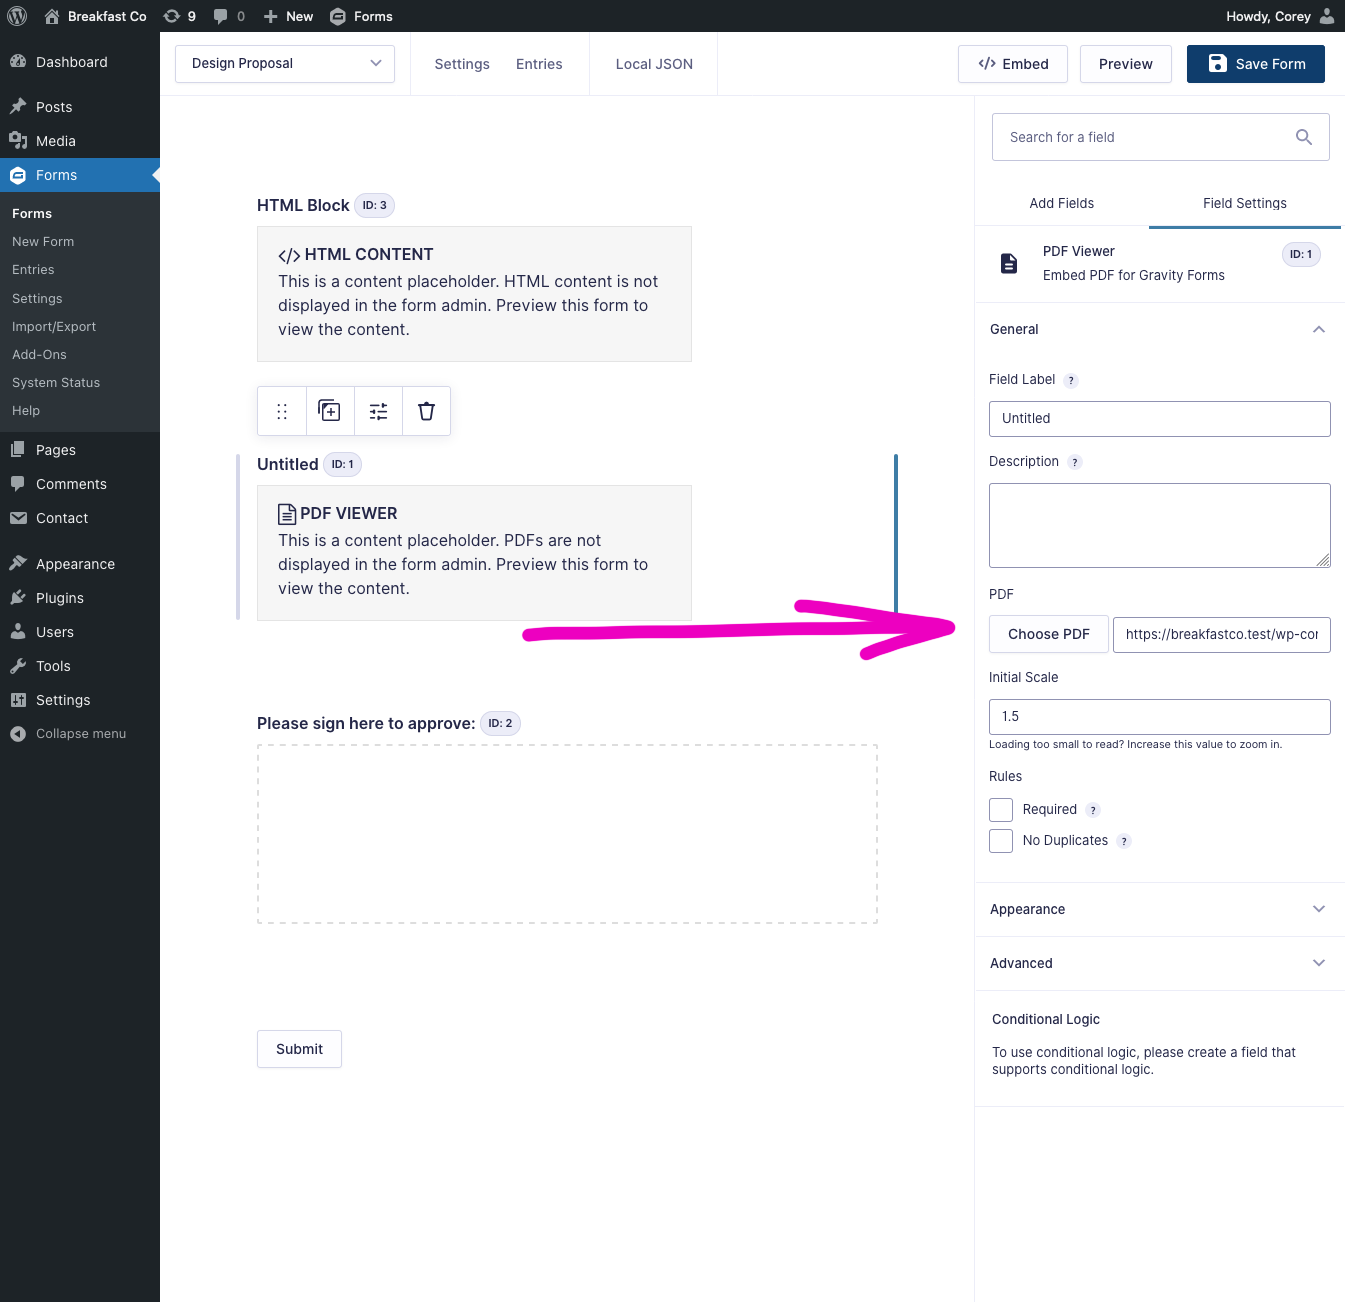 Breakfast Co
9
0
New
Forms
Howdy, Corey
Dashboard
Posts
Media
Forms
Forms
New Form
Entries
Settings
Import/Export
Add-Ons
System Status
Help
Pages
Comments
Contact
Appearance
Plugins
Users
Tools
Settings
Collapse menu
Design Proposal
Settings
Entries
Local JSON
Embed
Preview
Save Form
HTML Block ID: 3
HTML CONTENT
This is a content placeholder. HTML content is not
displayed in the form admin. Preview this form to
view the content.
Untitled ID: 1
PDF VIEWER
This is a content placeholder. PDFs are not
displayed in the form admin. Preview this form to
view the content.
Please sign here to approve: ID: 2
Submit
Search for a field
Add Fields
Field Settings
PDF Viewer
ID: 1
Embed PDF for Gravity Forms
General
Field Label ?
Untitled
Description ?
PDF
Choose PDF
https://breakfastco.test/wp-cor
Initial Scale
1.5
Loading too small to read? Increase this value to zoom in.
Rules
Required ?
No Duplicates ?
Appearance
Advanced
Conditional Logic
To use conditional logic, please create a field that
supports conditional logic.